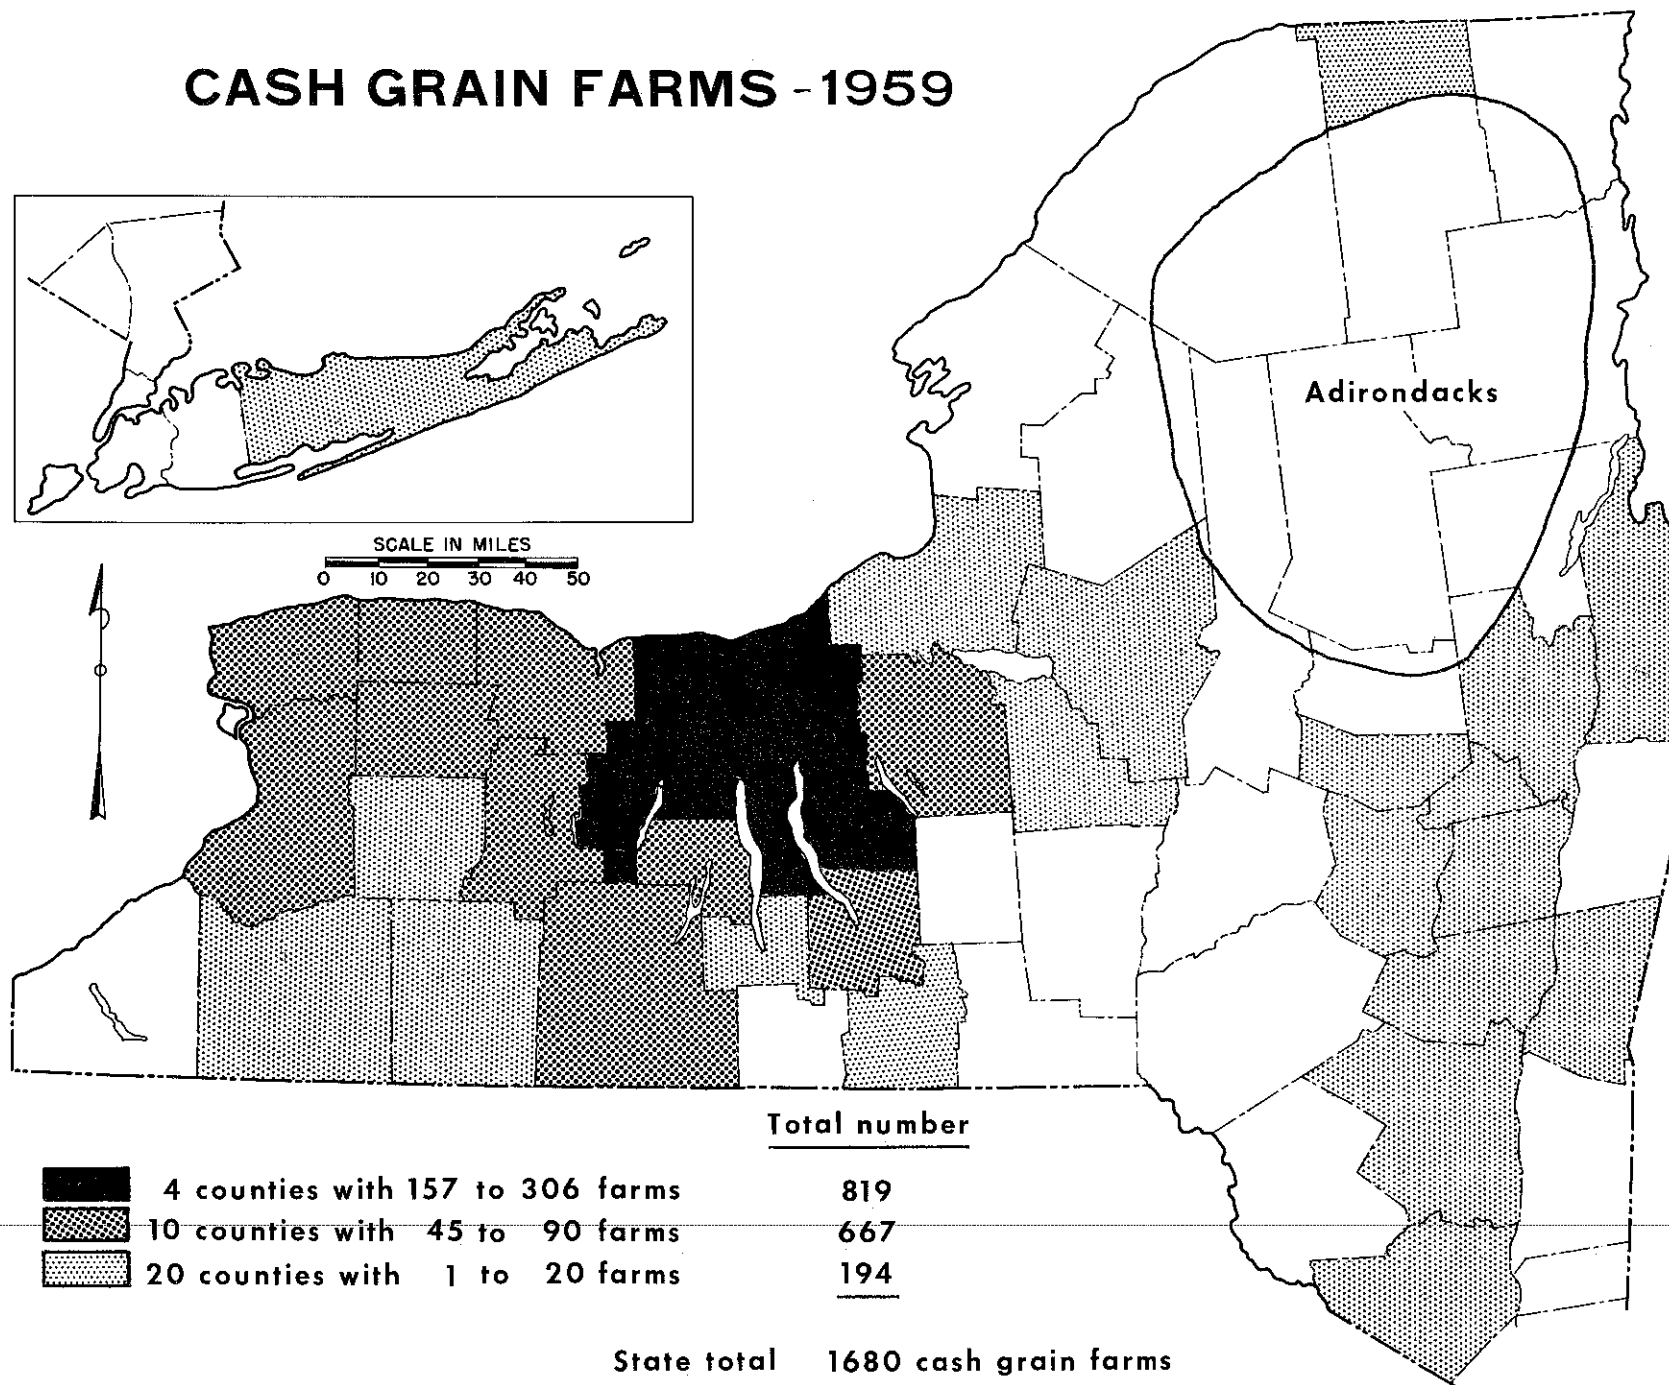 CASH GRAIN FARMS - 1959
Adirondacks
SCALE IN MILES
0 10 20 30 40 50
Total number
4 counties with 157 to 306 farms 819
10 counties with 45 to 90 farms 667
20 counties with 1 to 20 farms 194
State total 1680 cash grain farms